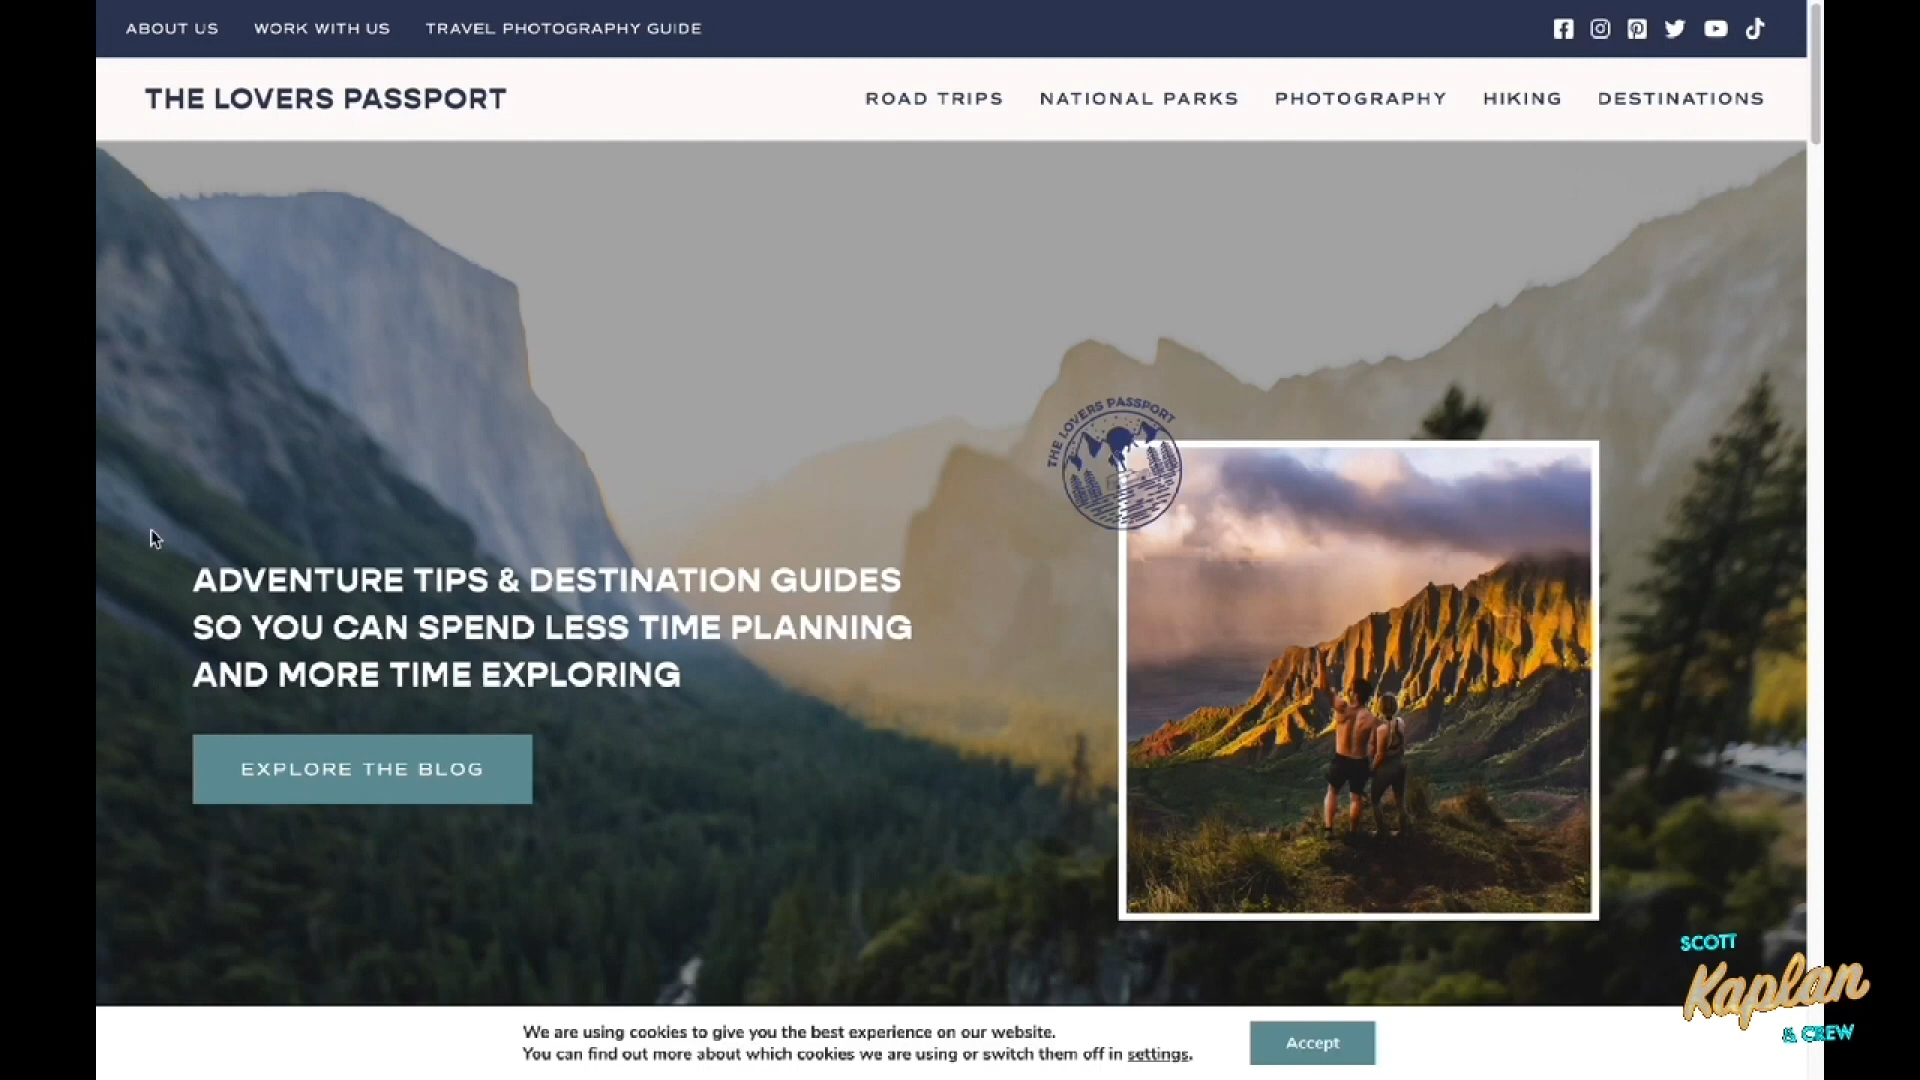 ABOUT US WORK WITH US TRAVEL PHOTOGRAPHY GUIDE
THE LOVERS PASSPORT
ROAD TRIPS NATIONAL PARKS PHOTOGRAPHY HIKING DESTINATIONS
THE LOVERS PASSPORT
ADVENTURE TIPS & DESTINATION GUIDES
SO YOU CAN SPEND LESS TIME PLANNING
AND MORE TIME EXPLORING
EXPLORE THE BLOG
SCOTT
Kaplan
& CREW
We are using cookies to give you the best experience on our website.
You can find out more about which cookies we are using or switch them off in settings.
Accept